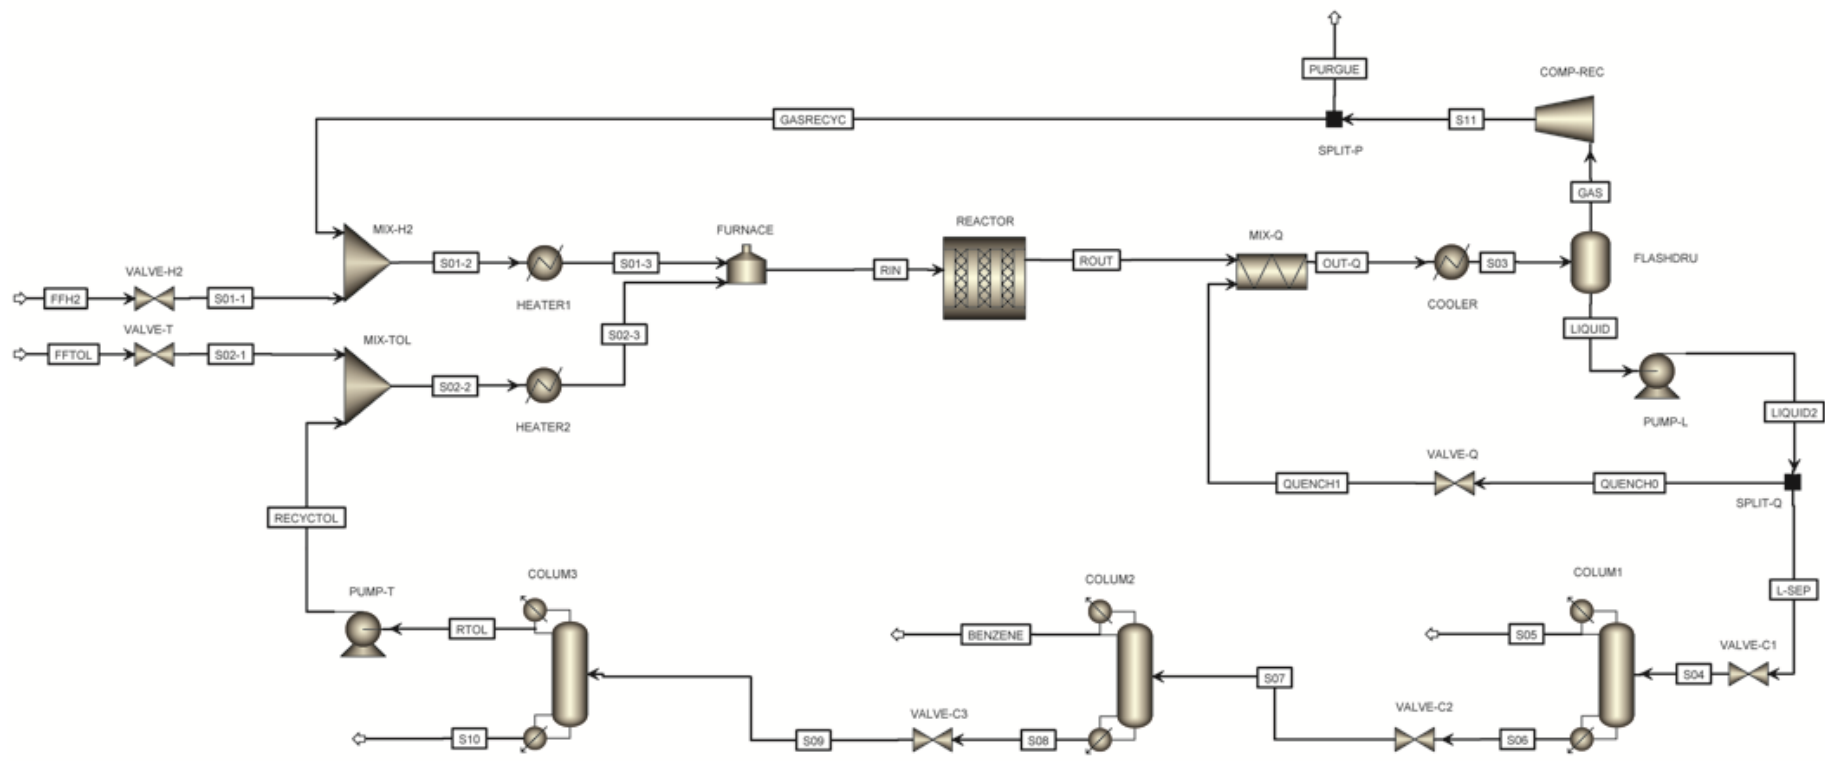 PURGUE
COMP-REC
GASRECYC
S11
SPLIT-P
GAS
MIX-H2
FURNACE
REACTOR
MIX-Q
FLASHDRU
S01-2
S01-3
RIN
ROUT
OUT-Q
S03
VALVE-H2
HEATER1
COOLER
FFH2
S01-1
VALVE-T
S02-3
LIQUID
MIX-TOL
FFTOL
S02-1
S02-2
HEATER2
LIQUID2
PUMP-L
VALVE-Q
QUENCH1
QUENCH0
SPLIT-Q
RECYCTOL
COLUM3
COLUM2
COLUM1
PUMP-T
L-SEP
RTOL
BENZENE
S05
VALVE-C1
S07
S04
VALVE-C3
VALVE-C2
S10
S09
S08
S06